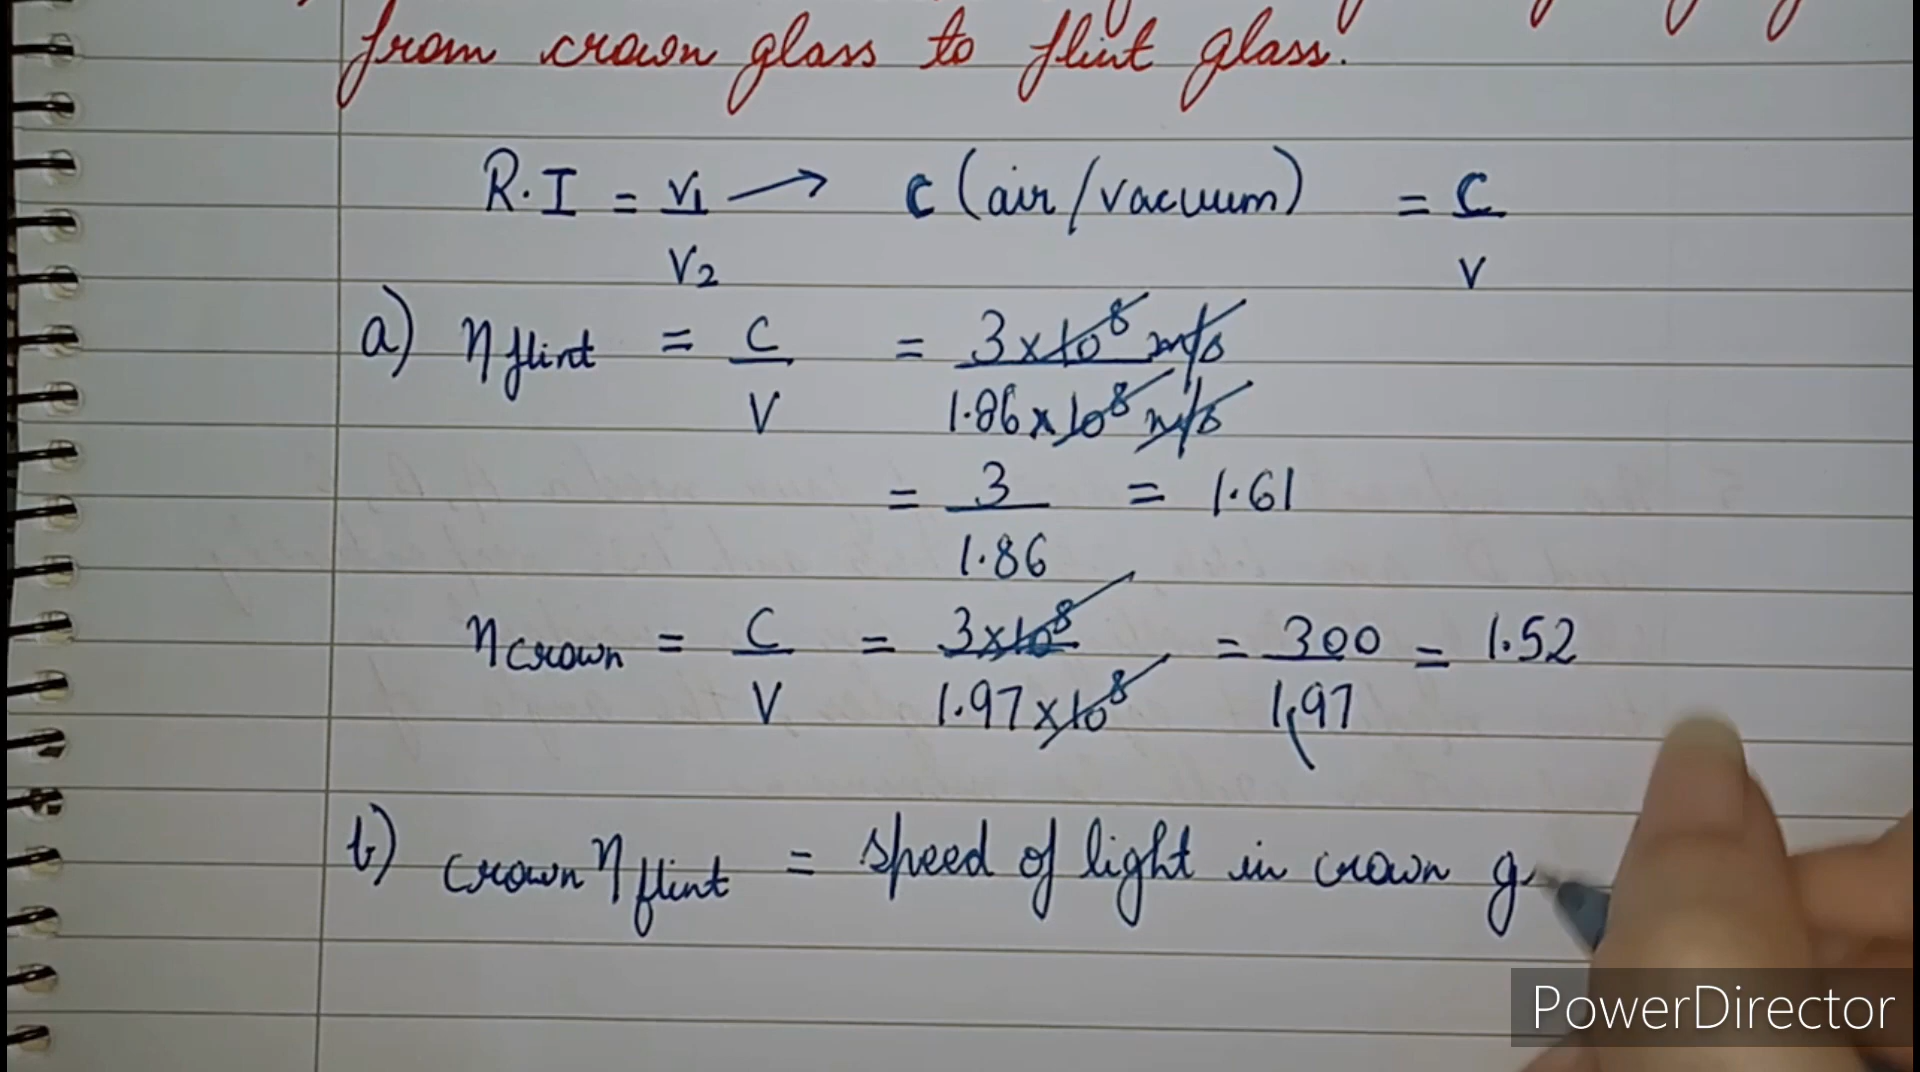 from crown glass to flint glass.
R.I = V1/V2 → c (air/vacuum) = C/V
a) η flint = C/V = 3×10⁸ m/s / 1.86×10⁸ m/s
= 3/1.86 = 1.61
η crown = C/V = 3×10⁸/1.97×10⁸ = 300/1,97 = 1.52
b) crown η flint = speed of light in crown g
PowerDirector